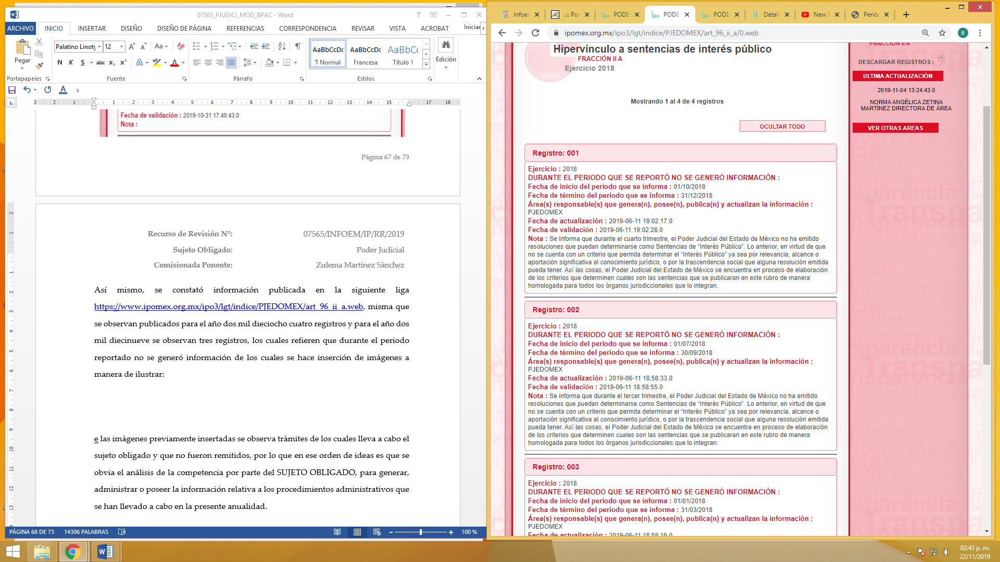 07565_PJUDICI_MOD_BPAC - Word
ARCHIVO INICIO INSERTAR DISEÑO DISEÑO DE PÁGINA REFERENCIAS CORRESPONDENCIA REVISAR VISTA ACROBAT Iniciar
Palatino Linoty 12
Pegar
N K S abc x₂ x²
AaBbCcDc AaBbCcDc AaBbCc
¶ Normal Francesa Título 1
Edición
Portapapeles Fuente Párrafo Estilos
3 2 1 1 2 3 4 5 6 7 8 9 10 11 12 13 14 15 17 18
Fecha de validación : 2019-10-31 17:40:43.0
Nota :
Página 67 de 73
Recurso de Revisión N°: 07565/INFOEM/IP/RR/2019
Sujeto Obligado: Poder Judicial
Comisionada Ponente: Zulema Martínez Sánchez
Así mismo, se constató información publicada en la siguiente liga
https://www.ipomex.org.mx/ipo3/lgt/indice/PJEDOMEX/art_96_ii_a.web, misma que
se observan publicados para el año dos mil dieciocho cuatro registros y para el año dos
mil diecinueve se observan tres registros, los cuales refieren que durante el periodo
reportado no se generó información de los cuales se hace inserción de imágenes a
manera de ilustrar:
e las imágenes previamente insertadas se observa trámites de los cuales lleva a cabo el
sujeto obligado y que no fueron remitidos, por lo que en ese orden de ideas es que se
obvia el análisis de la competencia por parte del SUJETO OBLIGADO, para generar,
administrar o poseer la información relativa a los procedimientos administrativos que
se han llevado a cabo en la presente anualidad.
PÁGINA 68 DE 73 14306 PALABRAS 100 %
Infoem ..:: Por PODE PODE PODE Detall New F Periód
ipomex.org.mx/ipo3/lgt/indice/PJEDOMEX/art_96_ii_a/0.web
B
Hipervínculo a sentencias de interés público
FRACCIÓN II A
Ejercicio 2018
Mostrando 1 al 4 de 4 registros
OCULTAR TODO
Registro: 001
Ejercicio : 2018
DURANTE EL PERIODO QUE SE REPORTÓ NO SE GENERÓ INFORMACIÓN :
Fecha de inicio del periodo que se informa : 01/10/2018
Fecha de término del periodo que se informa : 31/12/2018
Área(s) responsable(s) que genera(n), posee(n), publica(n) y actualizan la información :
PJEDOMEX
Fecha de actualización : 2019-06-11 19:02:17.0
Fecha de validación : 2019-06-11 19:02:28.0
Nota : Se informa que durante el cuarto trimestre, el Poder Judicial del Estado de México no ha emitido
resoluciones que puedan determinarse como Sentencias de “Interés Público”. Lo anterior, en virtud de que
no se cuenta con un criterio que permita determinar el “Interés Público” ya sea por relevancia, alcance o
aportación significativa al conocimiento jurídico, o por la trascendencia social que alguna resolución emitida
pueda tener. Así las cosas, el Poder Judicial del Estado de México se encuentra en proceso de elaboración
de los criterios que determinen cuales son las sentencias que se publicaran en este rubro de manera
homologada para todos los órganos jurisdiccionales que lo integran.
Registro: 002
Ejercicio : 2018
DURANTE EL PERIODO QUE SE REPORTÓ NO SE GENERÓ INFORMACIÓN :
Fecha de inicio del periodo que se informa : 01/07/2018
Fecha de término del periodo que se informa : 30/09/2018
Área(s) responsable(s) que genera(n), posee(n), publica(n) y actualizan la información :
PJEDOMEX
Fecha de actualización : 2019-06-11 18:58:33.0
Fecha de validación : 2019-06-11 18:58:55.0
Nota : Se informa que durante el tercer trimestre, el Poder Judicial del Estado de México no ha emitido
resoluciones que puedan determinarse como Sentencias de “Interés Público”. Lo anterior, en virtud de que
no se cuenta con un criterio que permita determinar el “Interés Público” ya sea por relevancia, alcance o
aportación significativa al conocimiento jurídico, o por la trascendencia social que alguna resolución emitida
pueda tener. Así las cosas, el Poder Judicial del Estado de México se encuentra en proceso de elaboración
de los criterios que determinen cuales son las sentencias que se publicaran en este rubro de manera
homologada para todos los órganos jurisdiccionales que lo integran.
Registro: 003
Ejercicio : 2018
DURANTE EL PERIODO QUE SE REPORTÓ NO SE GENERÓ INFORMACIÓN :
Fecha de inicio del periodo que se informa : 01/01/2018
Fecha de término del periodo que se informa : 31/03/2018
Área(s) responsable(s) que genera(n), posee(n), publica(n) y actualizan la información :
PJEDOMEX
Fecha de actualización : 2019-06-11 18:58:16.0
FRACCIÓN II A
DESCARGAR REGISTROS :
ULTIMA ACTUALIZACIÓN
2019-11-04 13:24:43.0
NORMA ANGÉLICA ZETINA
MARTÍNEZ DIRECTORA DE ÁREA
VER OTRAS AREAS
02:43 p. m.
22/11/2019